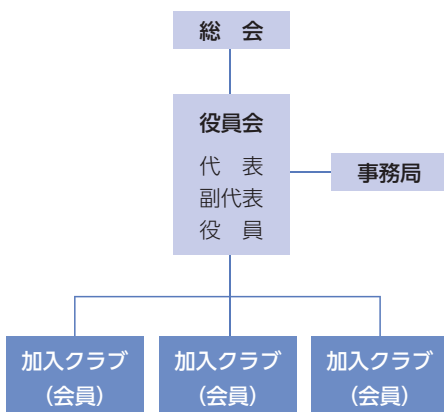 総　会
役員会
代　表
副代表
役　員
事務局
加入クラブ
(会員)
加入クラブ
(会員)
加入クラブ
(会員)